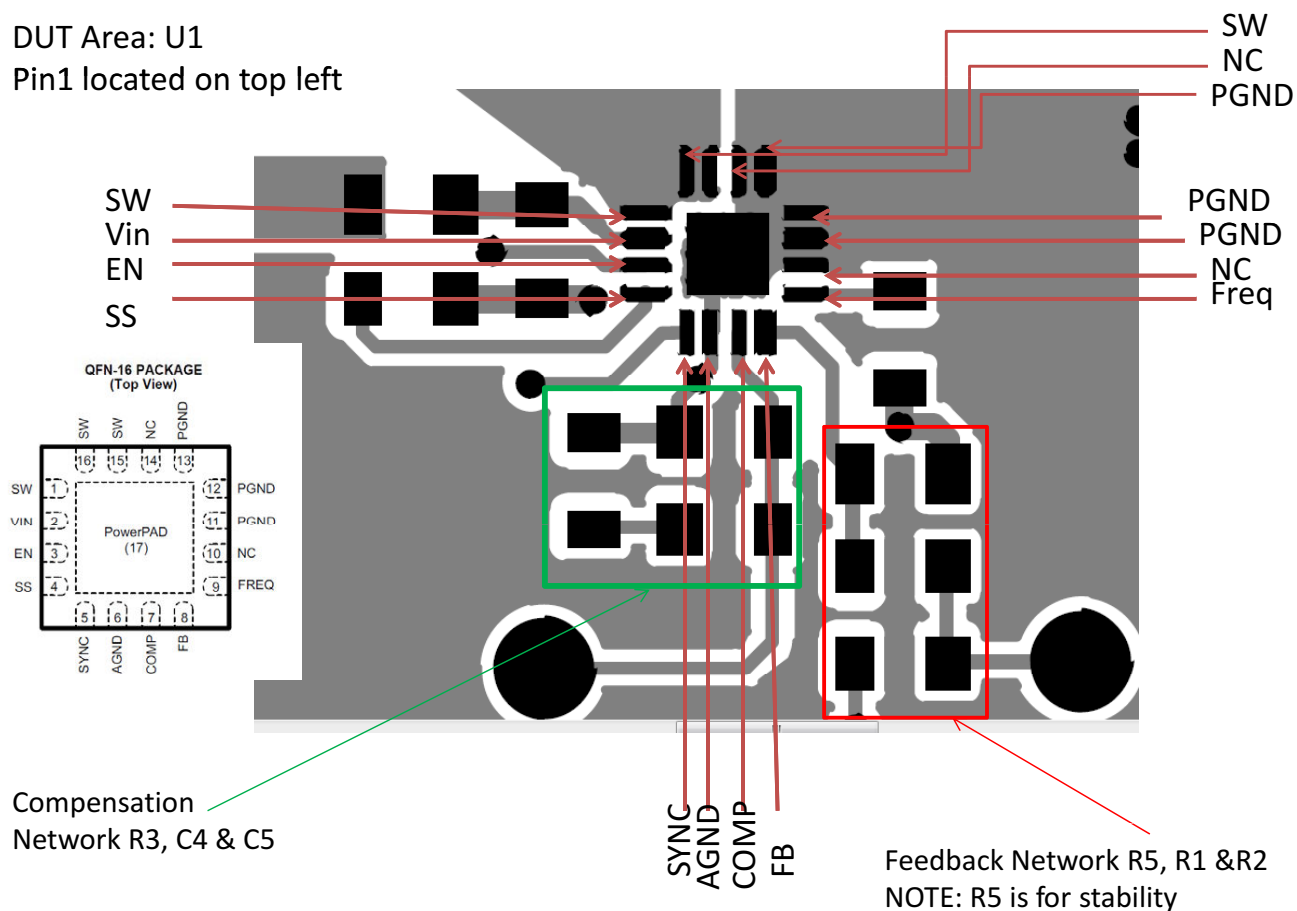 DUT Area: U1
Pin1 located on top left
SW
NC
PGND
SW
Vin
EN
SS
PGND
PGND
NC
Freq
QFN-16 PACKAGE
(Top View)
SW
SW
NC
PGND
16
15
14
13
SW
1
12
PGND
VIN
2
11
PGND
PowerPAD
(17)
EN
3
10
NC
SS
4
9
FREQ
5
6
7
8
SYNC
AGND
COMP
FB
SYNC
AGND
COMP
FB
Compensation
Network R3, C4 & C5
Feedback Network R5, R1 &R2
NOTE: R5 is for stability